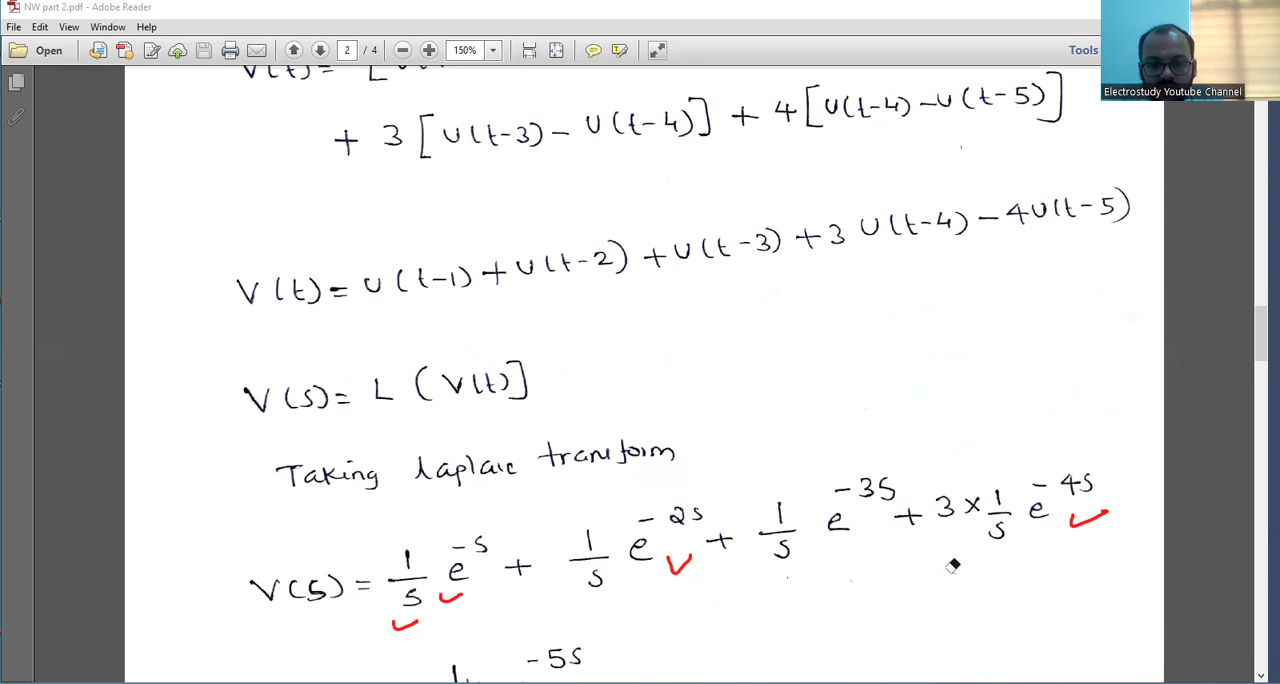 NW part 2.pdf - Adobe Reader
File Edit View Window Help
Open 2 / 4 150% Tools
Electrostudy Youtube Channel
V(t)= L
+ 3 [U(t-3) - U(t-4)] + 4[U(t-4) - U(t-5)]
V(t) = U(t-1) + U(t-2) + U(t-3) + 3 U(t-4) - 4U(t-5)
V(s) = L (V(t)]
Taking laplaic transform
V(s) = 1/s e^-s + 1/s e^-2s + 1/s e^-3s + 3 × 1/s e^-4s
-5s